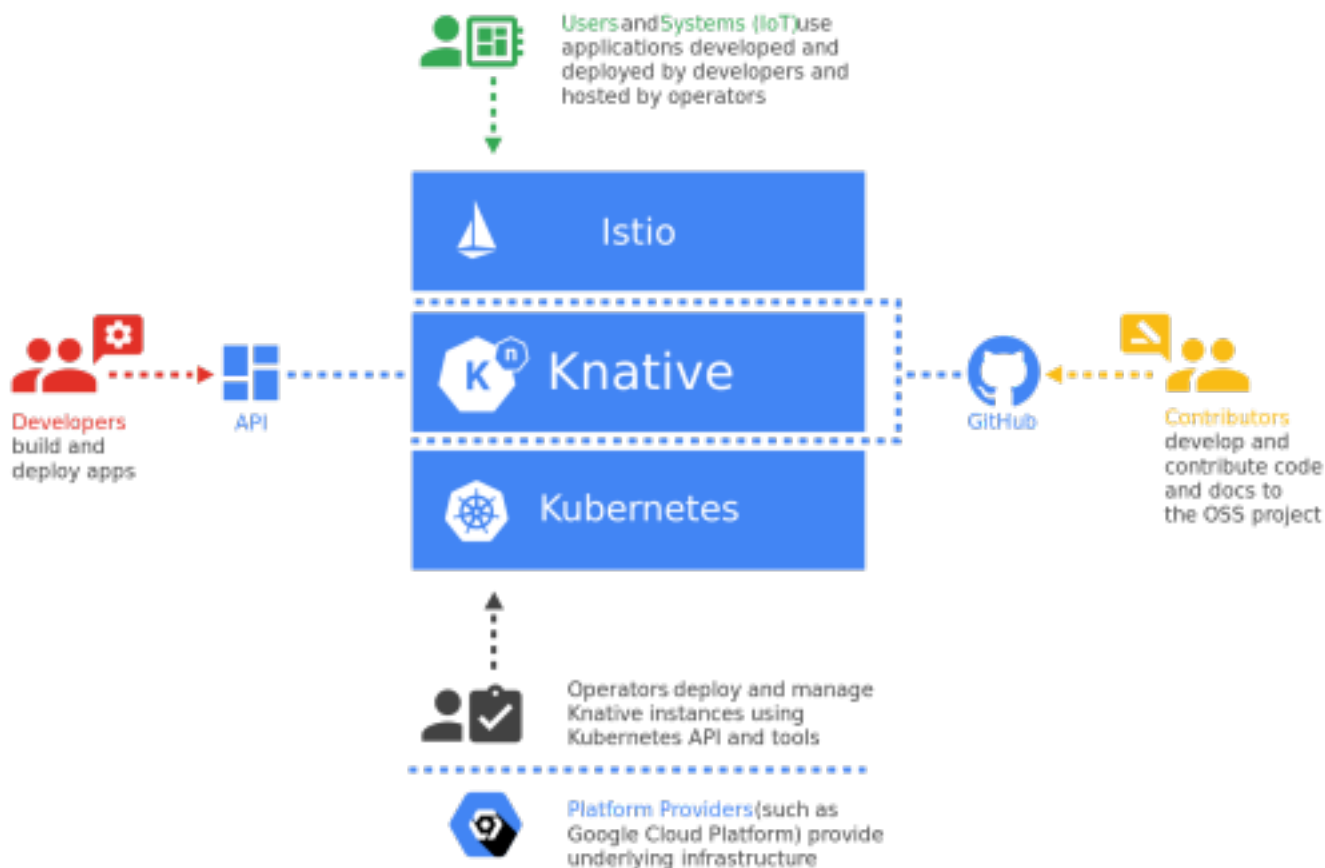 Users and Systems (IoT) use
applications developed and
deployed by developers and
hosted by operators
Istio
K n Knative
Developers
build and
deploy apps
API
GitHub
Contributors
develop and
contribute code
and docs to
the OSS project
Kubernetes
Operators deploy and manage
Knative instances using
Kubernetes API and tools
Platform Providers (such as
Google Cloud Platform) provide
underlying infrastructure